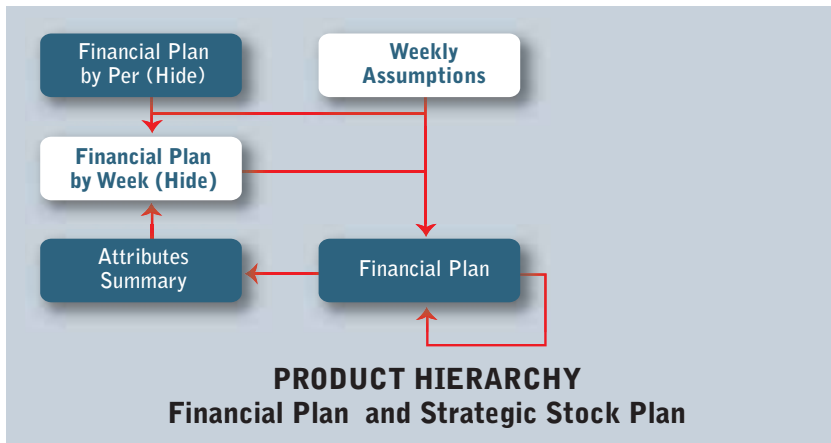 Financial Plan
by Per (Hide)
Weekly
Assumptions
Financial Plan
by Week (Hide)
Attributes
Summary
Financial Plan
PRODUCT HIERARCHY
Financial Plan and Strategic Stock Plan